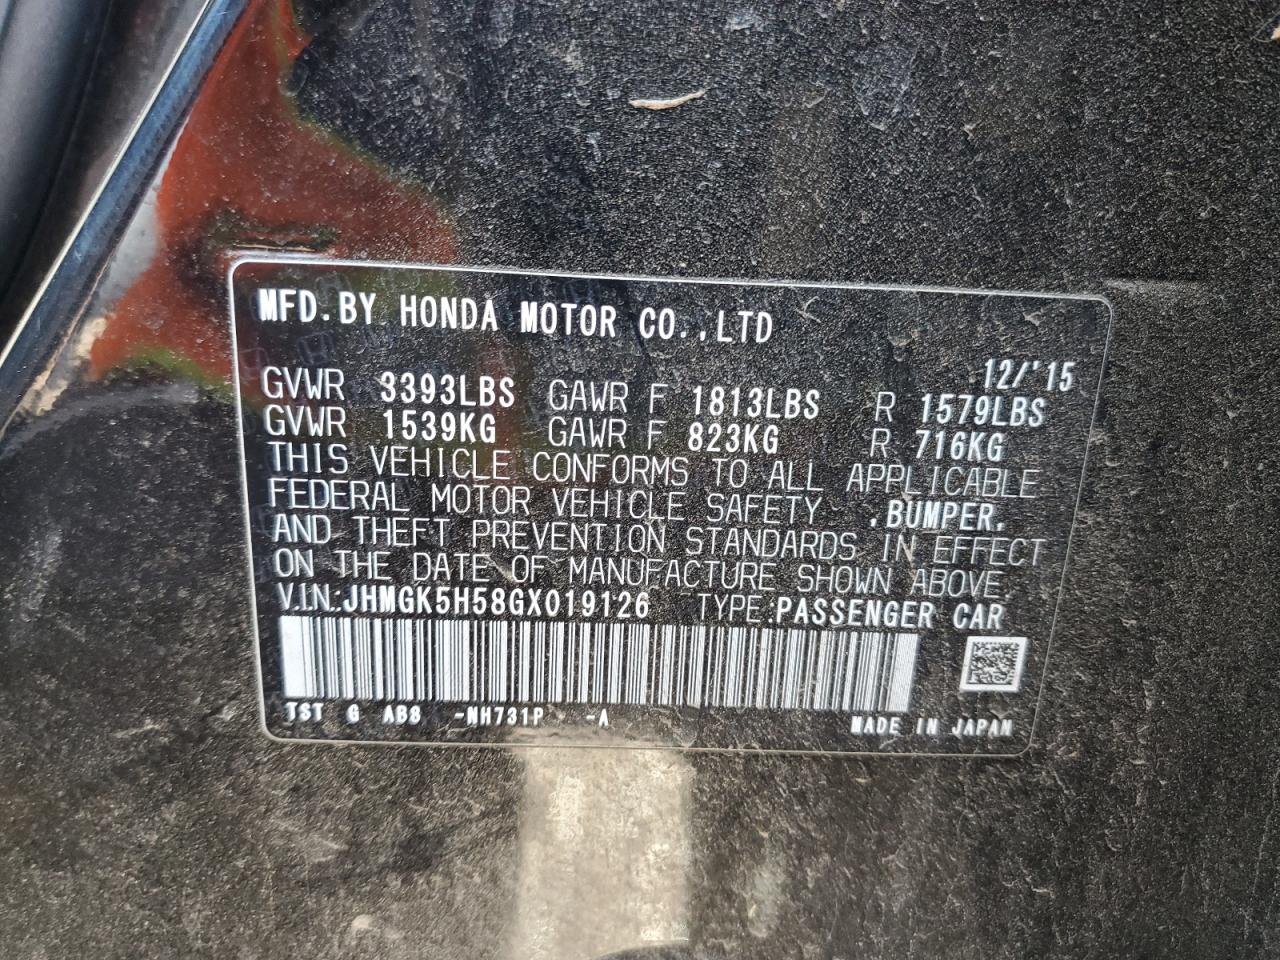 MFD.BY HONDA MOTOR CO.,LTD
12/'15
GVWR 3393LBS GAWR F 1813LBS R 1579LBS
GVWR 1539KG GAWR F 823KG R 716KG
THIS VEHICLE CONFORMS TO ALL APPLICABLE
FEDERAL MOTOR VEHICLE SAFETY ,BUMPER,
AND THEFT PREVENTION STANDARDS IN EFFECT
ON THE DATE OF MANUFACTURE SHOWN ABOVE.
V.I.N.:JHMGK5H58GX019126 TYPE:PASSENGER CAR
TST G AB8 -NH731P -A MADE IN JAPAN